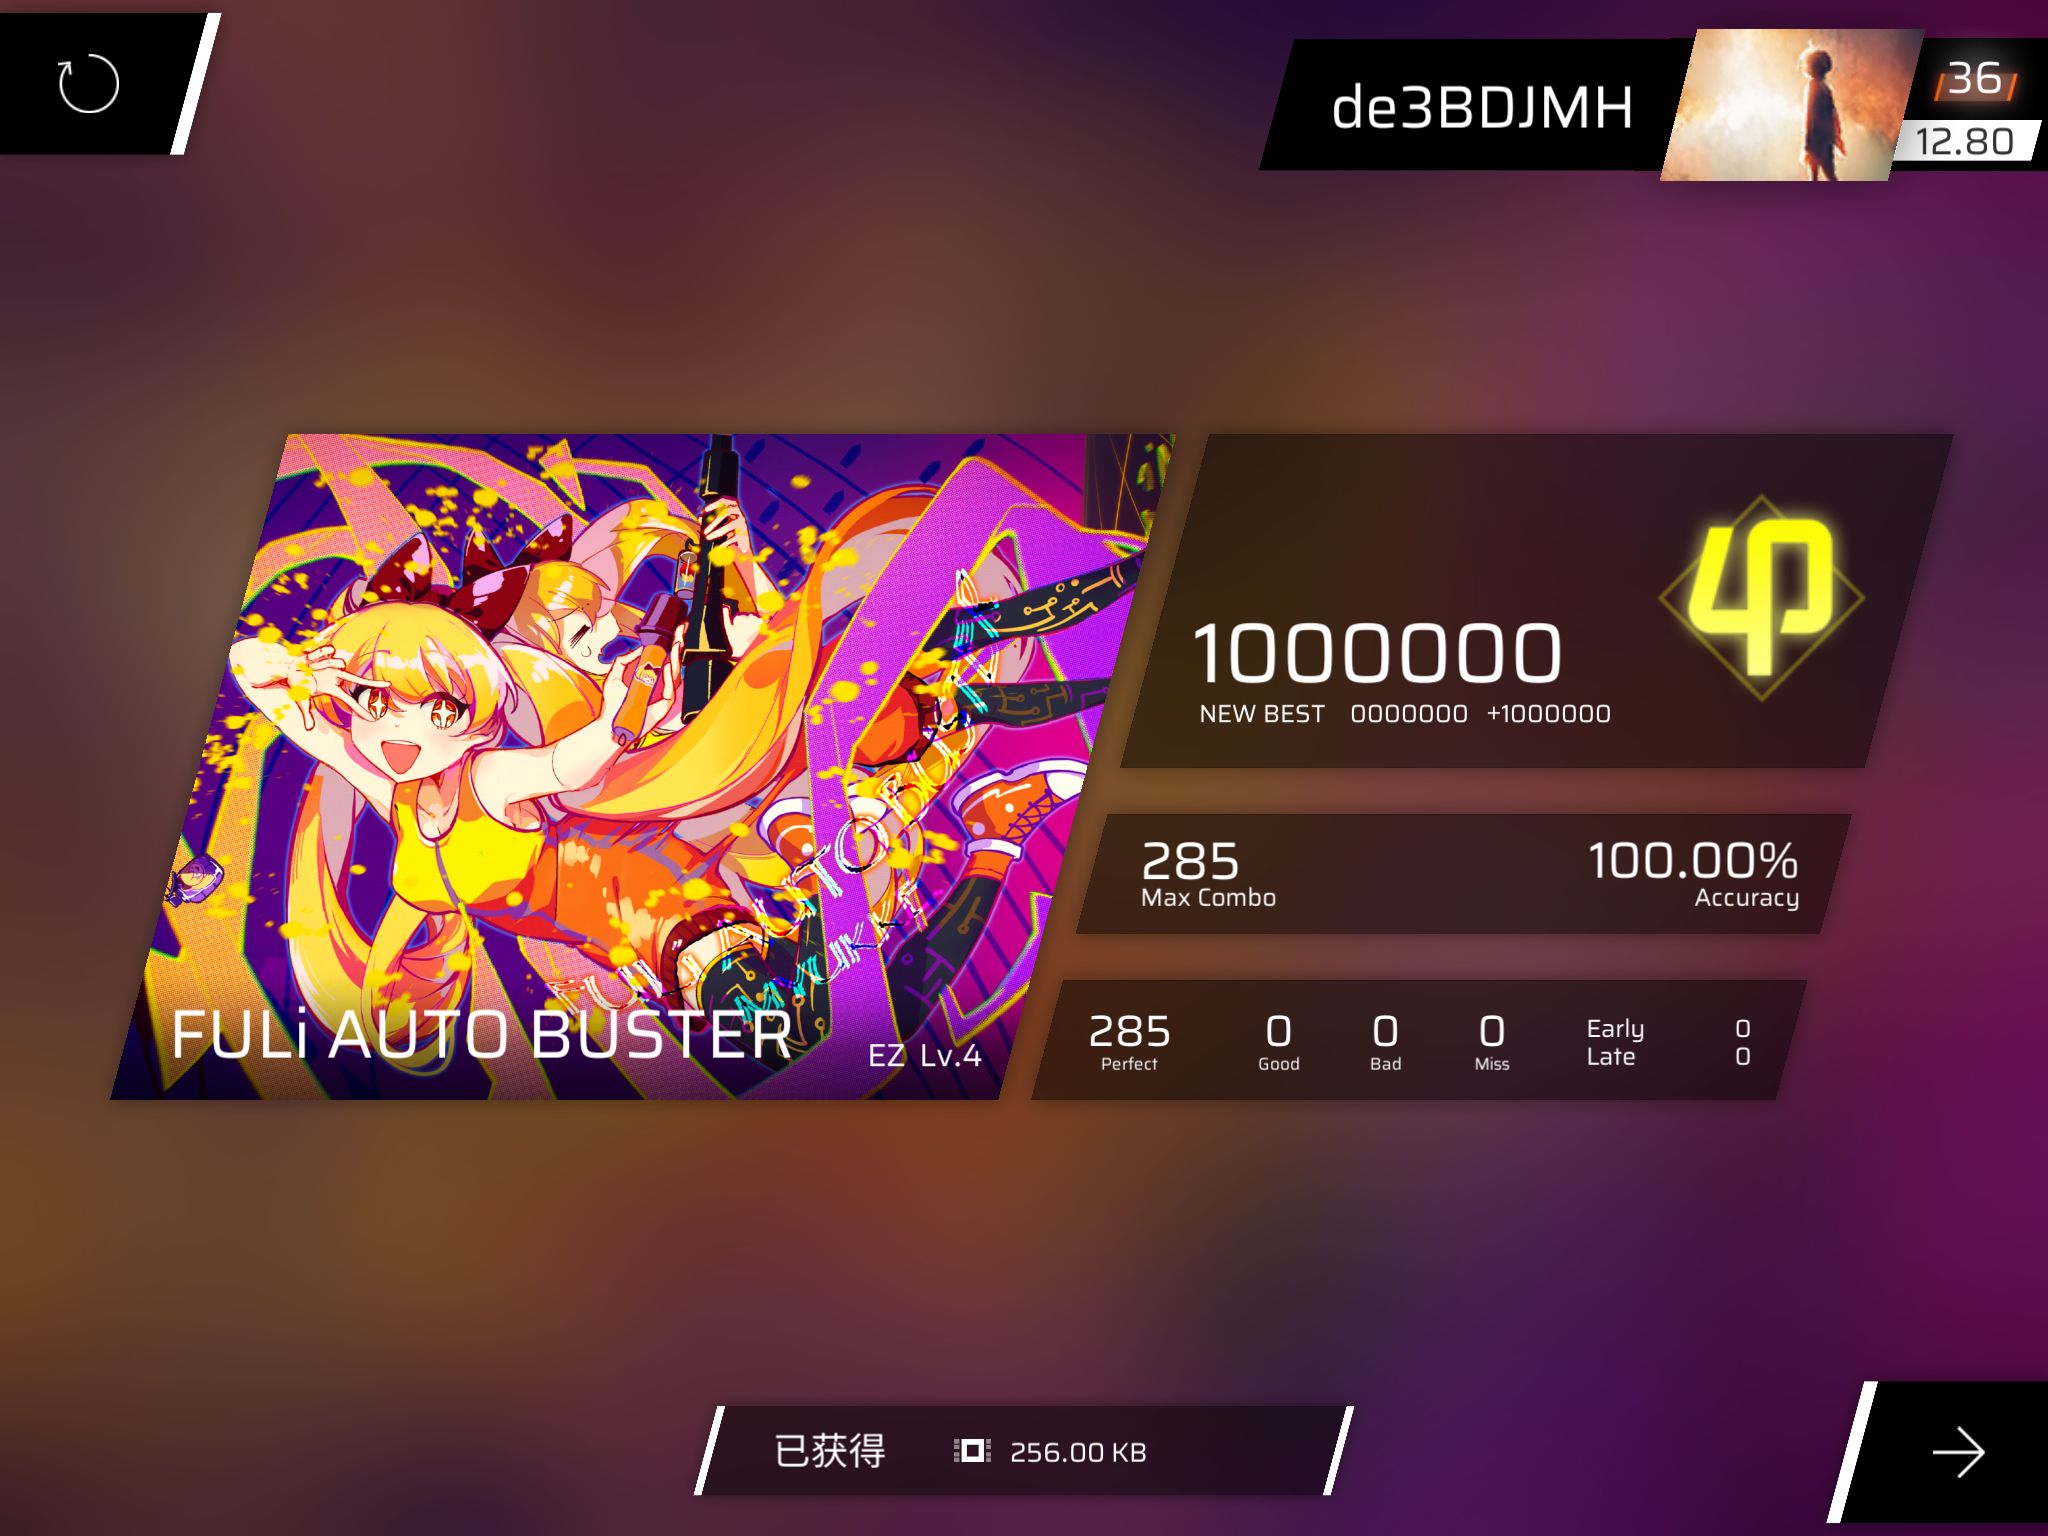 de3BDJMH
36
12.80
1000000
NEW BEST 0000000 +1000000
285
Max Combo
100.00%
Accuracy
FULi AUTO BUSTER
EZ Lv.4
285
Perfect
0
Good
0
Bad
0
Miss
Early 0
Late 0
已获得 256.00 KB